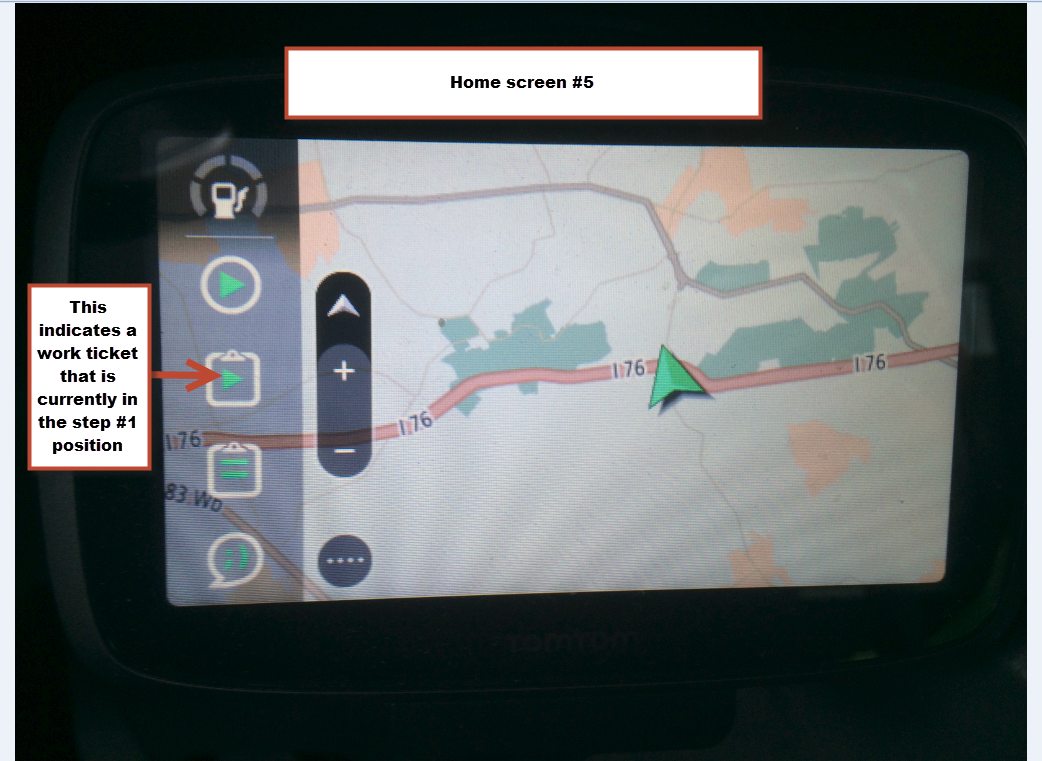 Home screen #5
This
indicates a
work ticket
that is
currently in
the step #1
position
I 76
I 76
I 76
I 76
83 Wb
TOMTOM